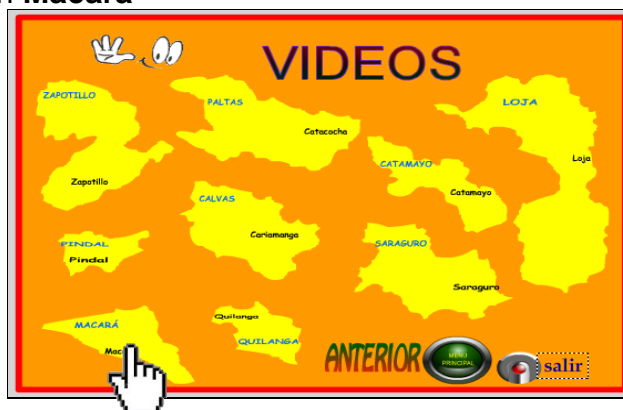 Macará
VIDEOS
ZAPOTILLO
PALTAS
LOJA
Catacocha
Loja
CATAMAYO
Zapotillo
Catamayo
CALVAS
Cariamanga
PINDAL
SARAGURO
Pindal
Saraguro
Quilanga
MACARÁ
QUILANGA
ANTERIOR
MENU
PRINCIPAL
salir